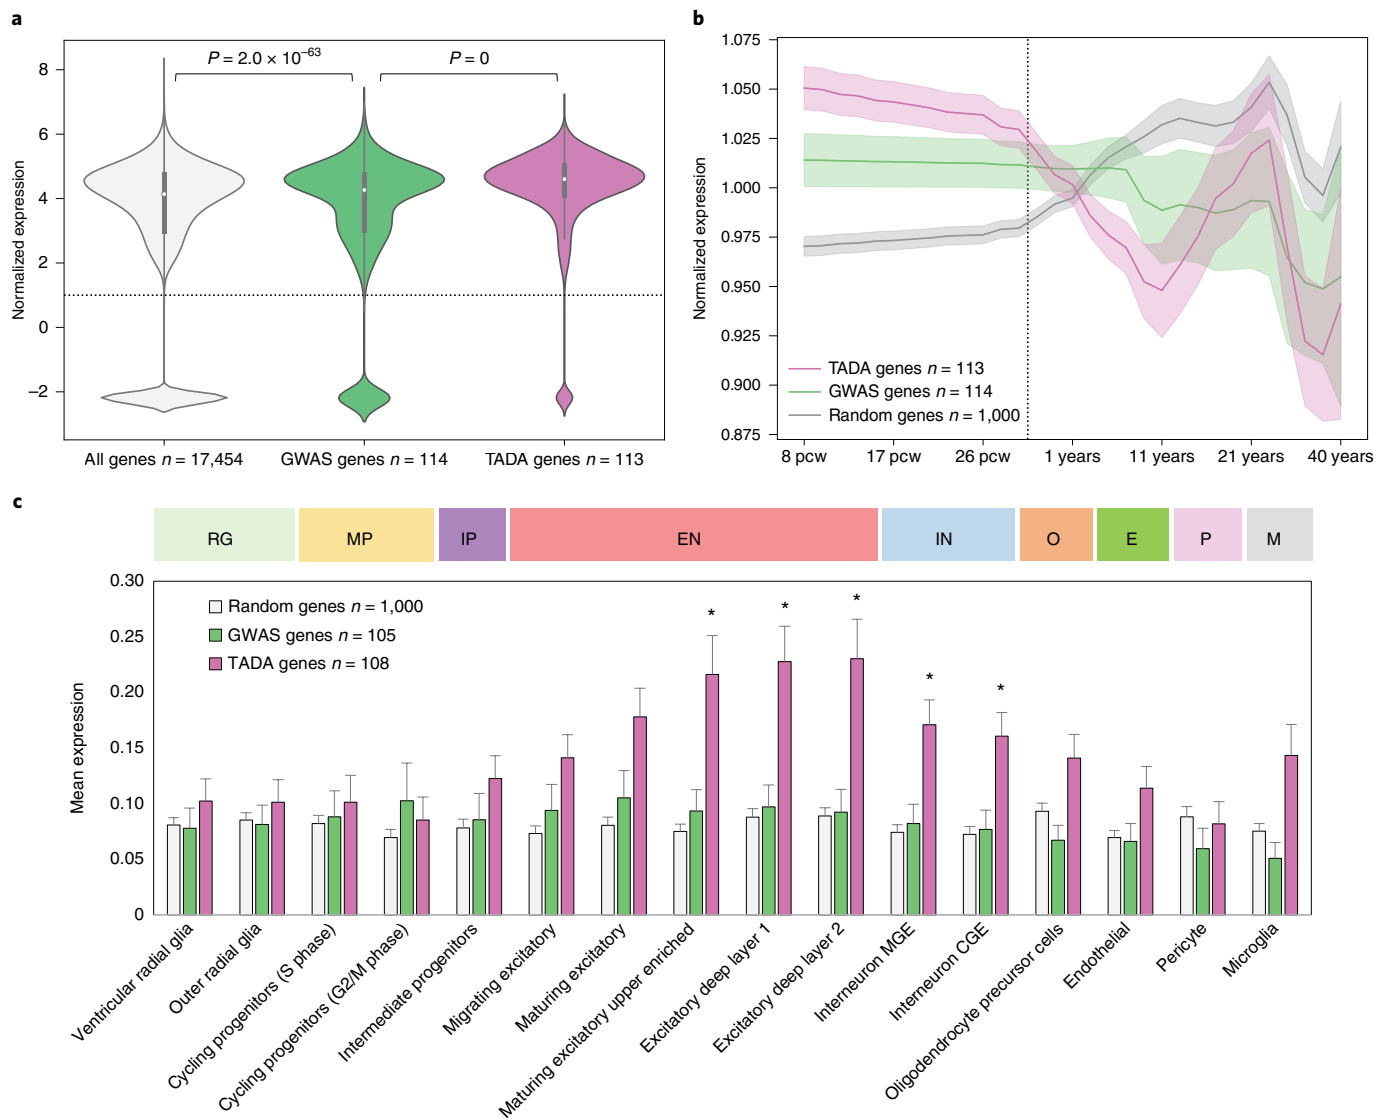 a
P = 2.0 × 10⁻⁶³
P = 0
8
6
4
2
0
−2
Normalized expression
All genes n = 17,454
GWAS genes n = 114
TADA genes n = 113
b
1.075
1.050
1.025
1.000
0.975
0.950
0.925
0.900
0.875
Normalized expression
TADA genes n = 113
GWAS genes n = 114
Random genes n = 1,000
8 pcw
17 pcw
26 pcw
1 years
11 years
21 years
40 years
c
RG
MP
IP
EN
IN
O
E
P
M
0.30
0.25
0.20
0.15
0.10
0.05
0
Mean expression
Random genes n = 1,000
GWAS genes n = 105
TADA genes n = 108
*
*
*
*
*
Ventricular radial glia
Outer radial glia
Cycling progenitors (S phase)
Cycling progenitors (G2/M phase)
Intermediate progenitors
Migrating excitatory
Maturing excitatory
Maturing excitatory upper enriched
Excitatory deep layer 1
Excitatory deep layer 2
Interneuron MGE
Interneuron CGE
Oligodendrocyte precursor cells
Endothelial
Pericyte
Microglia